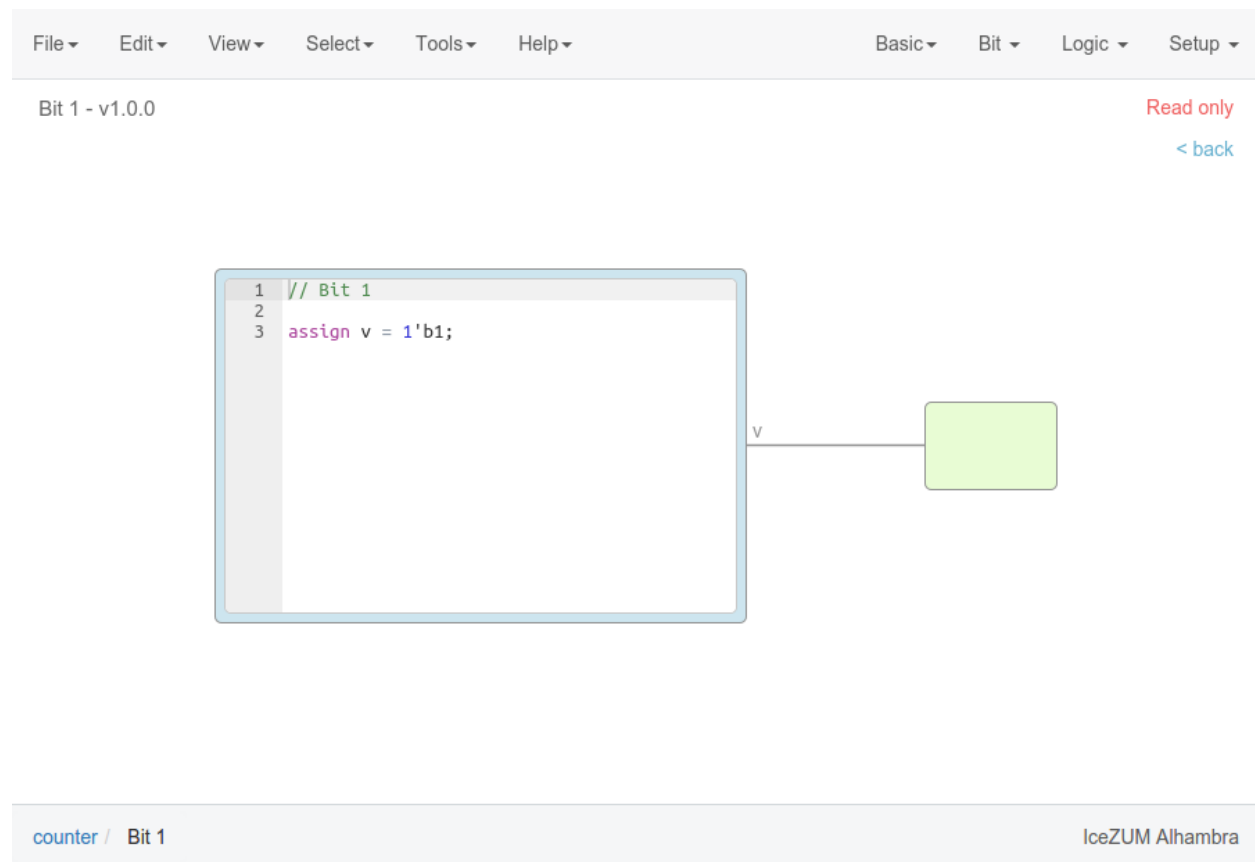 File Edit View Select Tools Help Basic Bit Logic Setup
Bit 1 - v1.0.0 Read only
< back
1 // Bit 1
2
3 assign v = 1'b1;
v
counter / Bit 1 IceZUM Alhambra